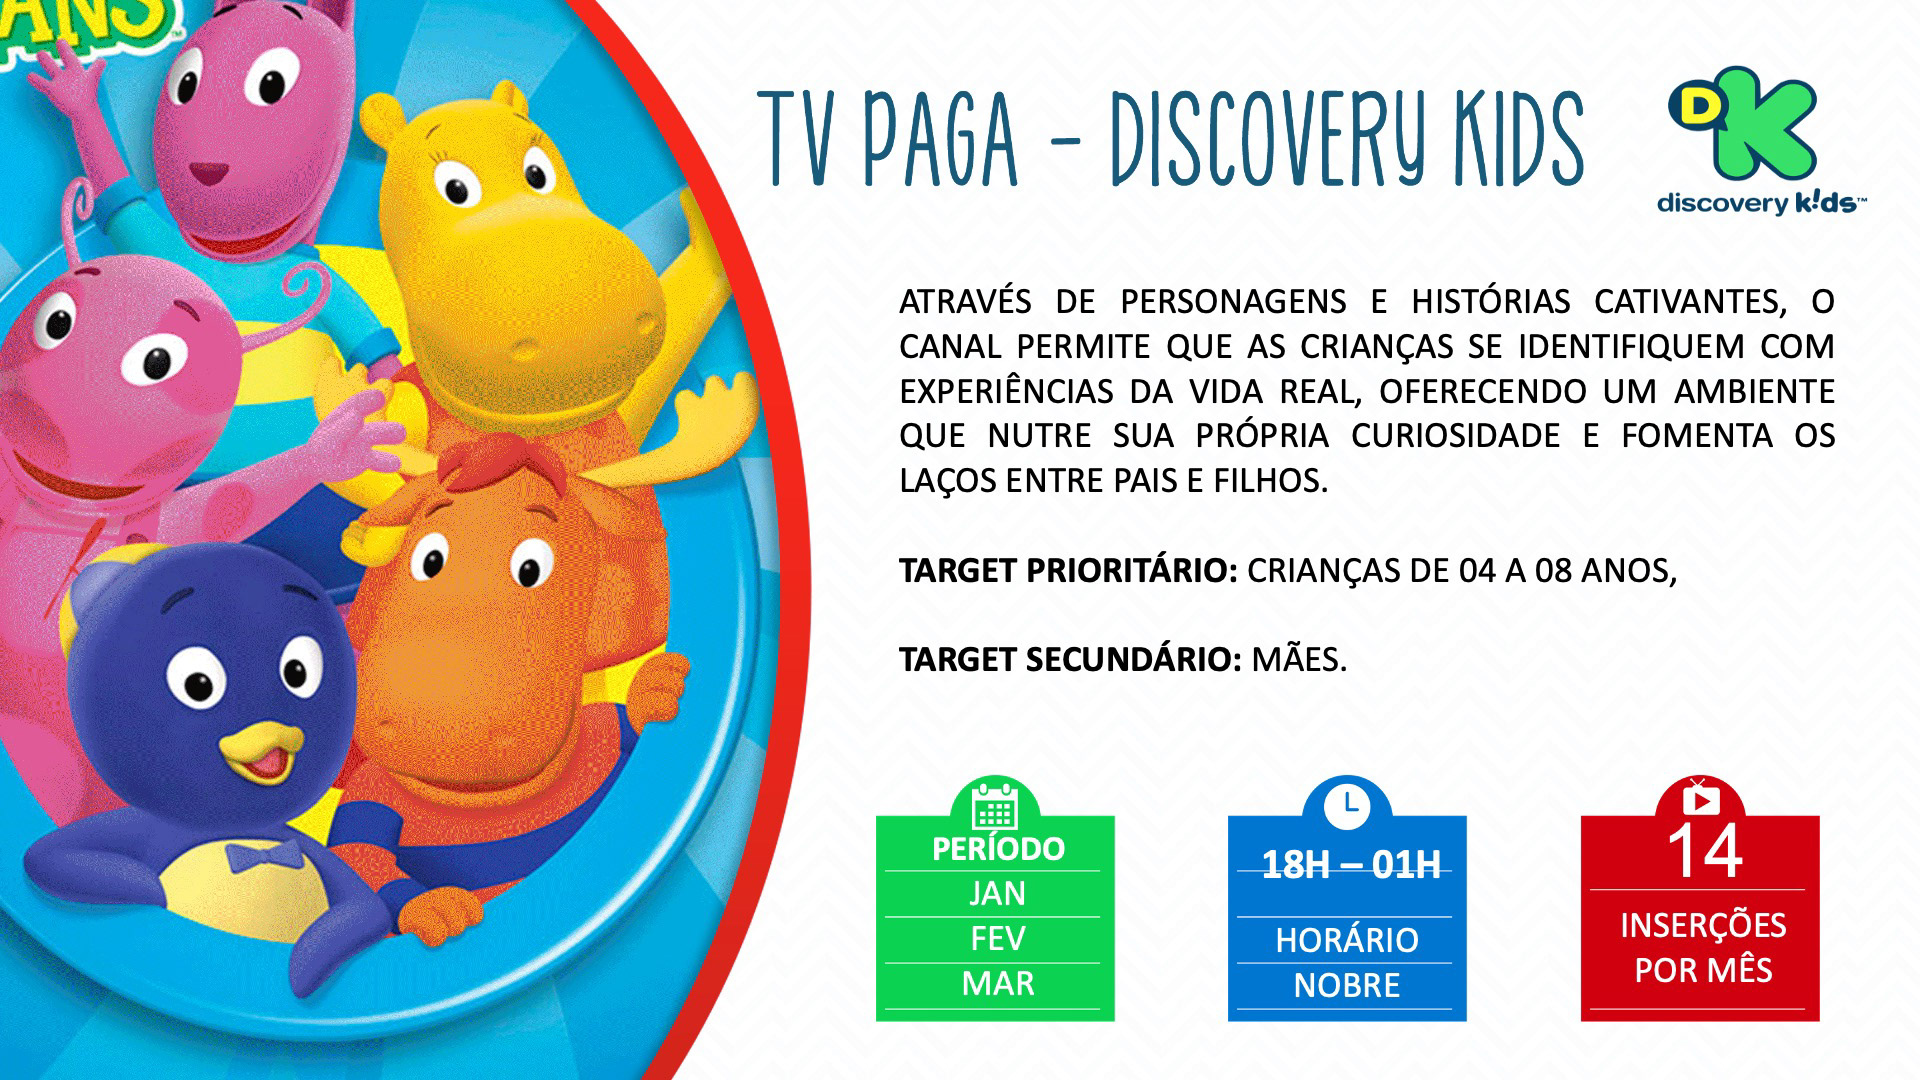 ANS™
TV PAGA – DISCOVERY KIDS
DK
discovery k!ds™
ATRAVÉS DE PERSONAGENS E HISTÓRIAS CATIVANTES, O
CANAL PERMITE QUE AS CRIANÇAS SE IDENTIFIQUEM COM
EXPERIÊNCIAS DA VIDA REAL, OFERECENDO UM AMBIENTE
QUE NUTRE SUA PRÓPRIA CURIOSIDADE E FOMENTA OS
LAÇOS ENTRE PAIS E FILHOS.
TARGET PRIORITÁRIO: CRIANÇAS DE 04 A 08 ANOS,
TARGET SECUNDÁRIO: MÃES.
PERÍODO
JAN
FEV
MAR
18H – 01H
HORÁRIO
NOBRE
14
INSERÇÕES
POR MÊS